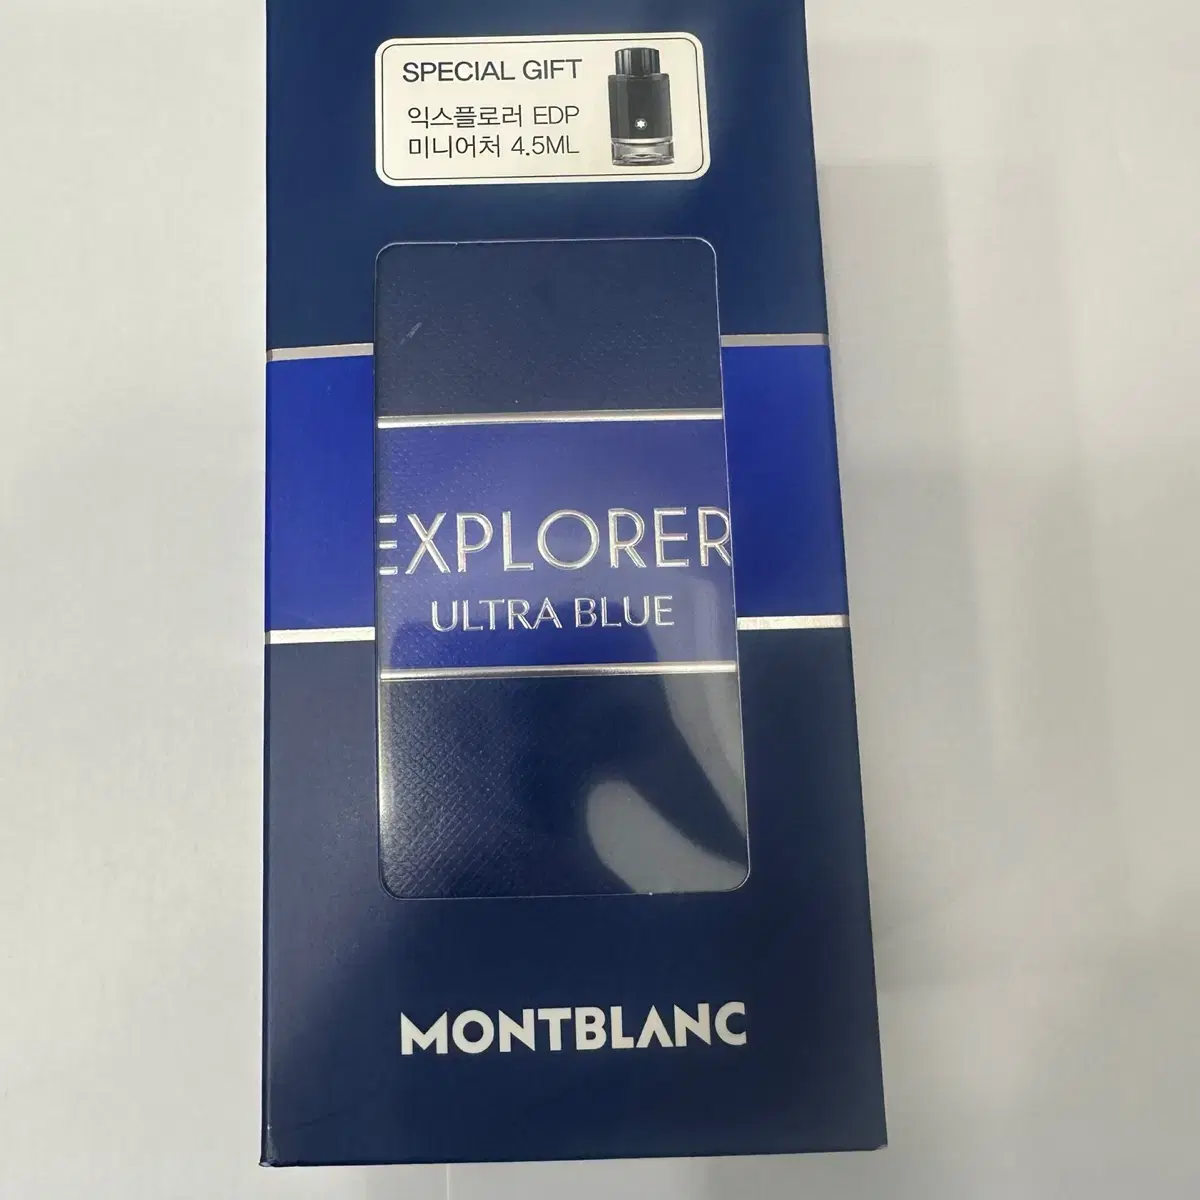 SPECIAL GIFT
익스플로러 EDP
미니어처 4.5ML
EXPLORER
ULTRA BLUE
MONTBLANC